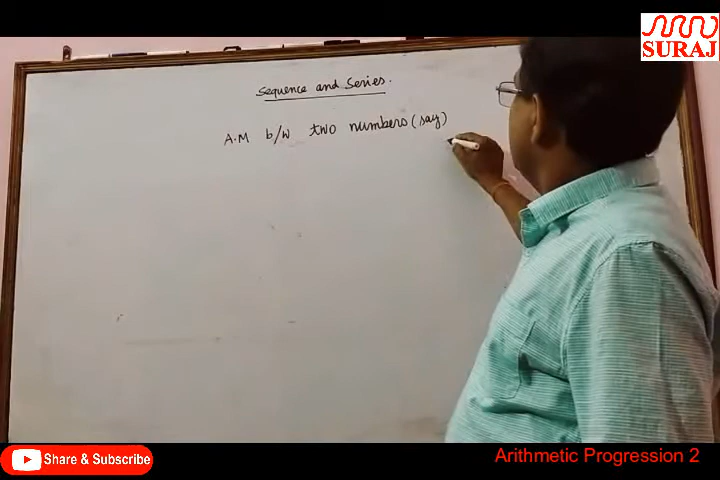 SURAJ
Sequence and Series.
A.M b/w two numbers (say)
Share & Subscribe
Arithmetic Progression 2